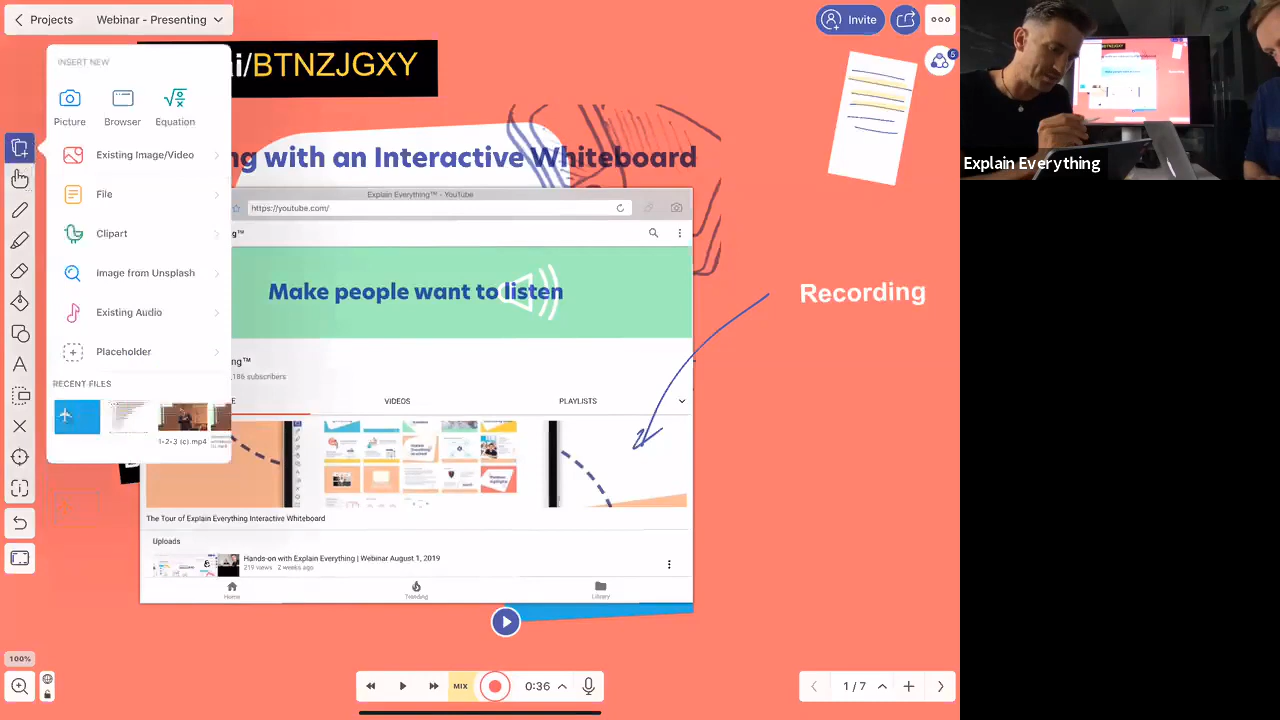 Projects
Webinar - Presenting
Invite
i/BTNZJGXY
INSERT NEW
Picture
Browser
Equation
Existing Image/Video
File
Clipart
Image from Unsplash
Existing Audio
Placeholder
RECENT FILES
1-2-3 (c).mp4
ng with an Interactive Whiteboard
Explain Everything™ - YouTube
https://youtube.com/
ng™
Make people want to listen
ng™
,186 subscribers
E
VIDEOS
PLAYLISTS
The Tour of Explain Everything Interactive Whiteboard
Uploads
Hands-on with Explain Everything | Webinar August 1, 2019
219 views · 2 weeks ago
Home
Trending
Library
Recording
5
Explain Everything
100%
MIX
0:36
1/7